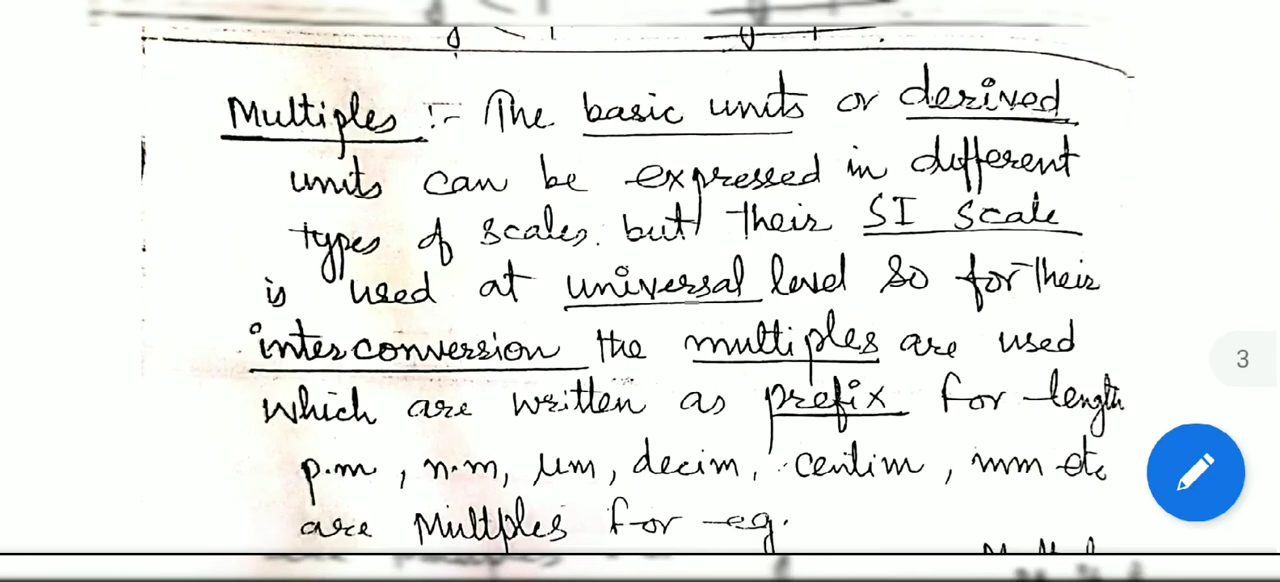 Multiples :- The basic units or derived
units can be expressed in different
types of scales. but their SI scale
is used at universal level so for their
interconversion the multiples are used
which are written as prefix for length
p.m, n.m, μm, decim, centim, mm etc
are Multples for eg.
3